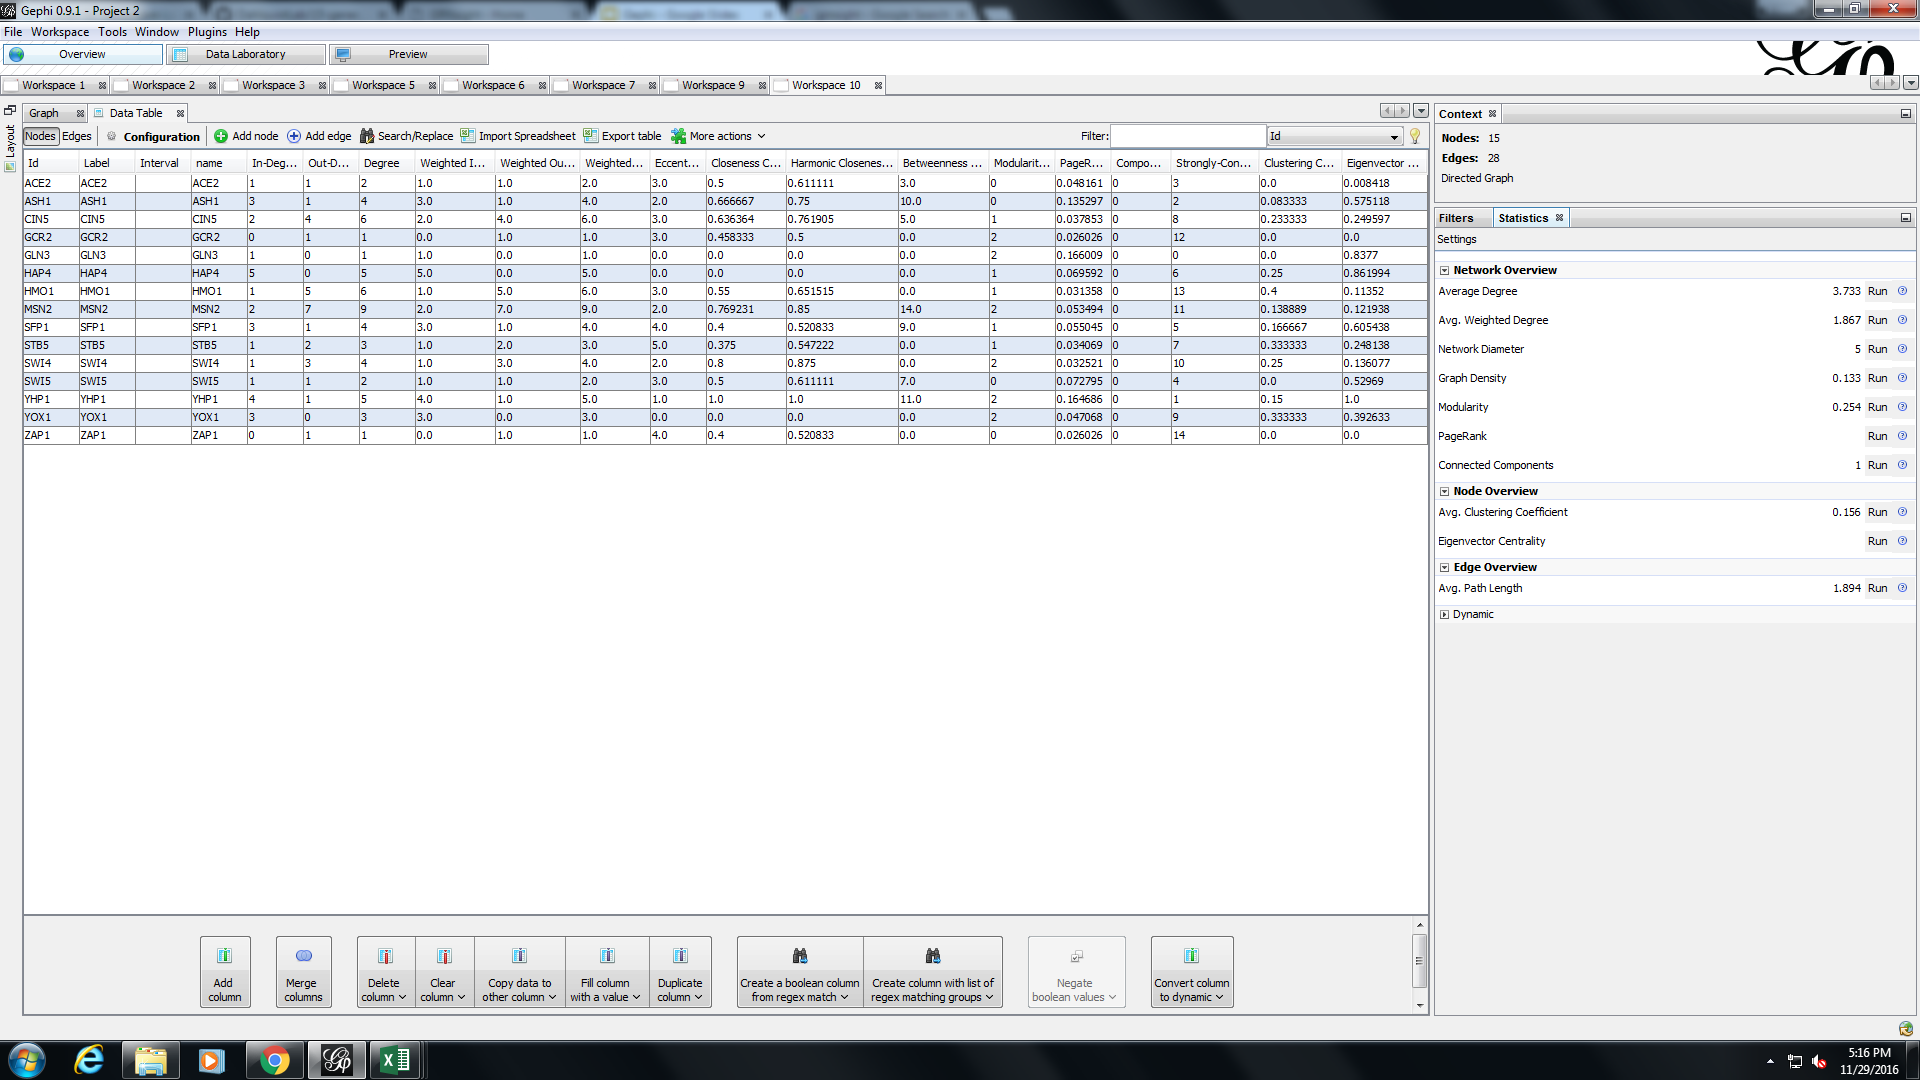 Gephi 0.9.1 - Project 2
File Workspace Tools Window Plugins Help
Overview Data Laboratory Preview
Workspace 1 Workspace 2 Workspace 3 Workspace 5 Workspace 6 Workspace 7 Workspace 9 Workspace 10
Layout
Graph Data Table
Nodes Edges Configuration Add node Add edge Search/Replace Import Spreadsheet Export table More actions Filter: Id
Id Label Interval name In-Deg... Out-D... Degree Weighted I... Weighted Ou... Weighted... Eccent... Closeness C... Harmonic Closenes... Betweenness ... Modularit... PageR... Compo... Strongly-Con... Clustering C... Eigenvector ...
ACE2 ACE2 ACE2 1 1 2 1.0 1.0 2.0 3.0 0.5 0.611111 3.0 0 0.048161 0 3 0.0 0.008418
ASH1 ASH1 ASH1 3 1 4 3.0 1.0 4.0 2.0 0.666667 0.75 10.0 0 0.135297 0 2 0.083333 0.575118
CIN5 CIN5 CIN5 2 4 6 2.0 4.0 6.0 3.0 0.636364 0.761905 5.0 1 0.037853 0 8 0.233333 0.249597
GCR2 GCR2 GCR2 0 1 1 0.0 1.0 1.0 3.0 0.458333 0.5 0.0 2 0.026026 0 12 0.0 0.0
GLN3 GLN3 GLN3 1 0 1 1.0 0.0 1.0 0.0 0.0 0.0 0.0 2 0.166009 0 0 0.0 0.8377
HAP4 HAP4 HAP4 5 0 5 5.0 0.0 5.0 0.0 0.0 0.0 0.0 1 0.069592 0 6 0.25 0.861994
HMO1 HMO1 HMO1 1 5 6 1.0 5.0 6.0 3.0 0.55 0.651515 0.0 1 0.031358 0 13 0.4 0.11352
MSN2 MSN2 MSN2 2 7 9 2.0 7.0 9.0 2.0 0.769231 0.85 14.0 2 0.053494 0 11 0.138889 0.121938
SFP1 SFP1 SFP1 3 1 4 3.0 1.0 4.0 4.0 0.4 0.520833 9.0 1 0.055045 0 5 0.166667 0.605438
STB5 STB5 STB5 1 2 3 1.0 2.0 3.0 5.0 0.375 0.547222 0.0 1 0.034069 0 7 0.333333 0.248138
SWI4 SWI4 SWI4 1 3 4 1.0 3.0 4.0 2.0 0.8 0.875 0.0 2 0.032521 0 10 0.25 0.136077
SWI5 SWI5 SWI5 1 1 2 1.0 1.0 2.0 3.0 0.5 0.611111 7.0 0 0.072795 0 4 0.0 0.52969
YHP1 YHP1 YHP1 4 1 5 4.0 1.0 5.0 1.0 1.0 1.0 11.0 2 0.164686 0 1 0.15 1.0
YOX1 YOX1 YOX1 3 0 3 3.0 0.0 3.0 0.0 0.0 0.0 0.0 2 0.047068 0 9 0.333333 0.392633
ZAP1 ZAP1 ZAP1 0 1 1 0.0 1.0 1.0 4.0 0.4 0.520833 0.0 0 0.026026 0 14 0.0 0.0
Add column
Merge columns
Delete column
Clear column
Copy data to other column
Fill column with a value
Duplicate column
Create a boolean column from regex match
Create column with list of regex matching groups
Negate boolean values
Convert column to dynamic
Context
Nodes: 15
Edges: 28
Directed Graph
Filters Statistics
Settings
Network Overview
Average Degree 3.733 Run
Avg. Weighted Degree 1.867 Run
Network Diameter 5 Run
Graph Density 0.133 Run
Modularity 0.254 Run
PageRank Run
Connected Components 1 Run
Node Overview
Avg. Clustering Coefficient 0.156 Run
Eigenvector Centrality Run
Edge Overview
Avg. Path Length 1.894 Run
Dynamic
5:16 PM
11/29/2016